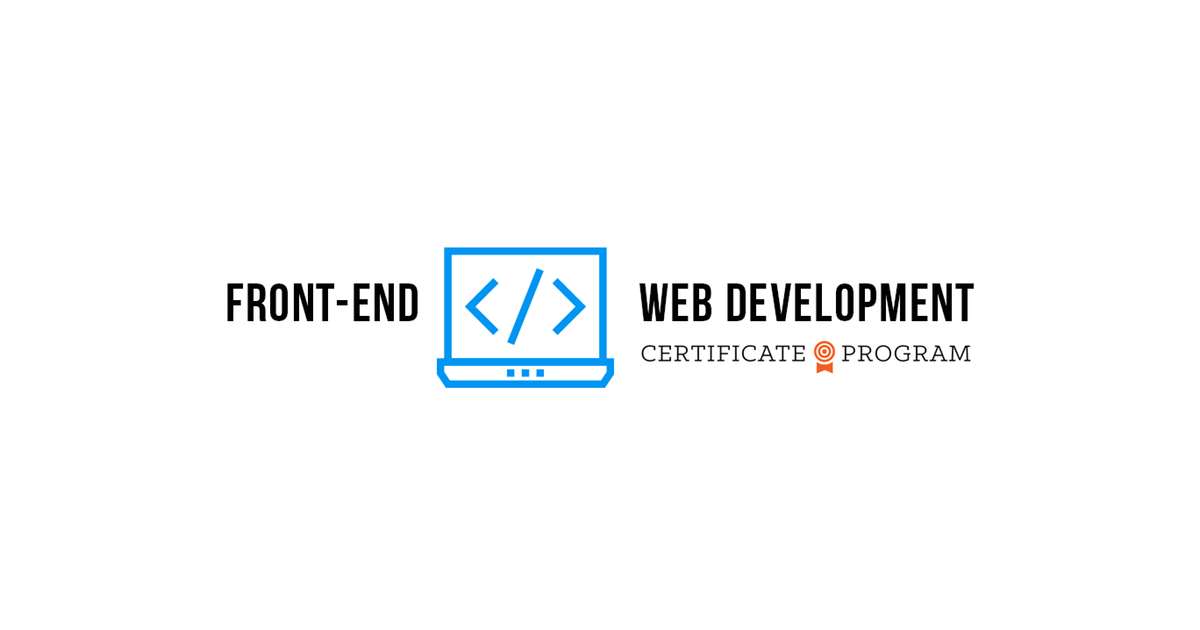 FRONT-END WEB DEVELOPMENT
CERTIFICATE PROGRAM